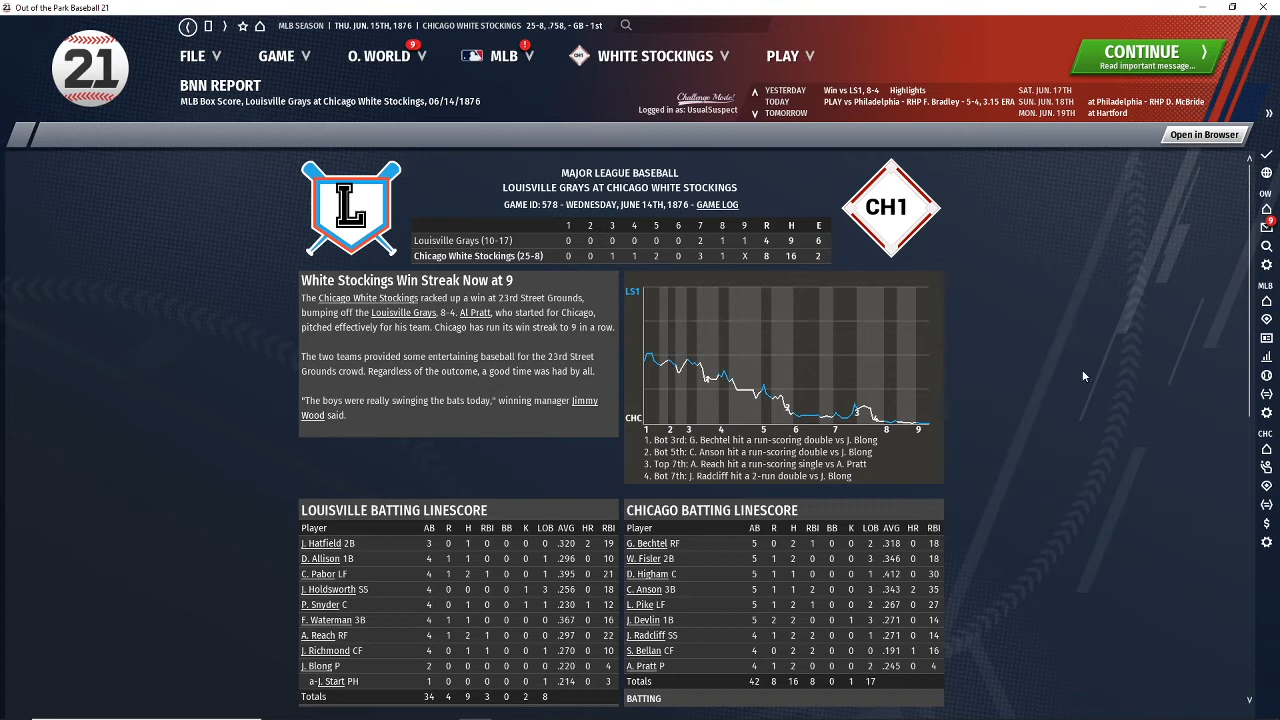 21 Out of the Park Baseball 21
MLB SEASON | THU. JUN. 15TH, 1876 | CHICAGO WHITE STOCKINGS 25-8, .758, - GB - 1st
21
FILE GAME O. WORLD 9 MLB ! CH1 WHITE STOCKINGS PLAY
CONTINUE
Read important message...
BNN REPORT
MLB Box Score, Louisville Grays at Chicago White Stockings, 06/14/1876
Challenge Mode!
Logged in as: UsualSuspect
YESTERDAY Win vs LS1, 8-4 Highlights SAT. JUN. 17TH
TODAY PLAY vs Philadelphia - RHP F. Bradley - 5-4, 3.15 ERA SUN. JUN. 18TH at Philadelphia - RHP D. McBride
TOMORROW MON. JUN. 19TH at Hartford
Open in Browser
L
CH1
MAJOR LEAGUE BASEBALL
LOUISVILLE GRAYS AT CHICAGO WHITE STOCKINGS
GAME ID: 578 - WEDNESDAY, JUNE 14TH, 1876 - GAME LOG
1 2 3 4 5 6 7 8 9 R H E
Louisville Grays (10-17) 0 0 0 0 0 0 2 1 1 4 9 6
Chicago White Stockings (25-8) 0 0 1 1 2 0 3 1 X 8 16 2
White Stockings Win Streak Now at 9
The Chicago White Stockings racked up a win at 23rd Street Grounds,
bumping off the Louisville Grays, 8-4. Al Pratt, who started for Chicago,
pitched effectively for his team. Chicago has run its win streak to 9 in a row.
The two teams provided some entertaining baseball for the 23rd Street
Grounds crowd. Regardless of the outcome, a good time was had by all.
"The boys were really swinging the bats today," winning manager Jimmy
Wood said.
LS1
CHC
1 2 3 4 5 6 7 8 9
1. Bot 3rd: G. Bechtel hit a run-scoring double vs J. Blong
2. Bot 5th: C. Anson hit a run-scoring double vs J. Blong
3. Top 7th: A. Reach hit a run-scoring single vs A. Pratt
4. Bot 7th: J. Radcliff hit a 2-run double vs J. Blong
LOUISVILLE BATTING LINESCORE
Player AB R H RBI BB K LOB AVG HR RBI
J. Hatfield 2B 3 0 1 0 0 0 0 .320 2 19
D. Allison 1B 4 1 1 0 0 0 1 .296 0 10
C. Pabor LF 4 1 2 1 0 0 1 .395 0 21
J. Holdsworth SS 4 0 0 0 0 1 3 .256 0 18
P. Snyder C 4 0 1 0 0 1 1 .230 1 12
F. Waterman 3B 4 1 1 0 0 0 0 .367 0 16
A. Reach RF 4 1 2 1 0 0 0 .297 0 22
J. Richmond CF 4 0 1 1 0 0 1 .270 0 10
J. Blong P 2 0 0 0 0 0 0 .220 0 4
a-J. Start PH 1 0 0 0 0 0 1 .214 0 3
Totals 34 4 9 3 0 2 8
CHICAGO BATTING LINESCORE
Player AB R H RBI BB K LOB AVG HR RBI
G. Bechtel RF 5 0 2 1 0 0 2 .318 0 18
W. Fisler 2B 5 1 2 0 0 0 3 .346 0 18
D. Higham C 5 1 1 0 0 0 1 .412 0 30
C. Anson 3B 5 1 1 2 0 0 3 .343 2 35
L. Pike LF 5 1 2 1 0 0 2 .267 0 27
J. Devlin 1B 5 2 2 0 0 1 3 .271 0 14
J. Radcliff SS 4 1 2 2 0 0 1 .271 0 14
S. Bellan CF 4 0 2 2 0 0 0 .191 1 16
A. Pratt P 4 1 2 0 0 0 2 .245 0 4
Totals 42 8 16 8 0 1 17
BATTING
OW
9
MLB
CHC